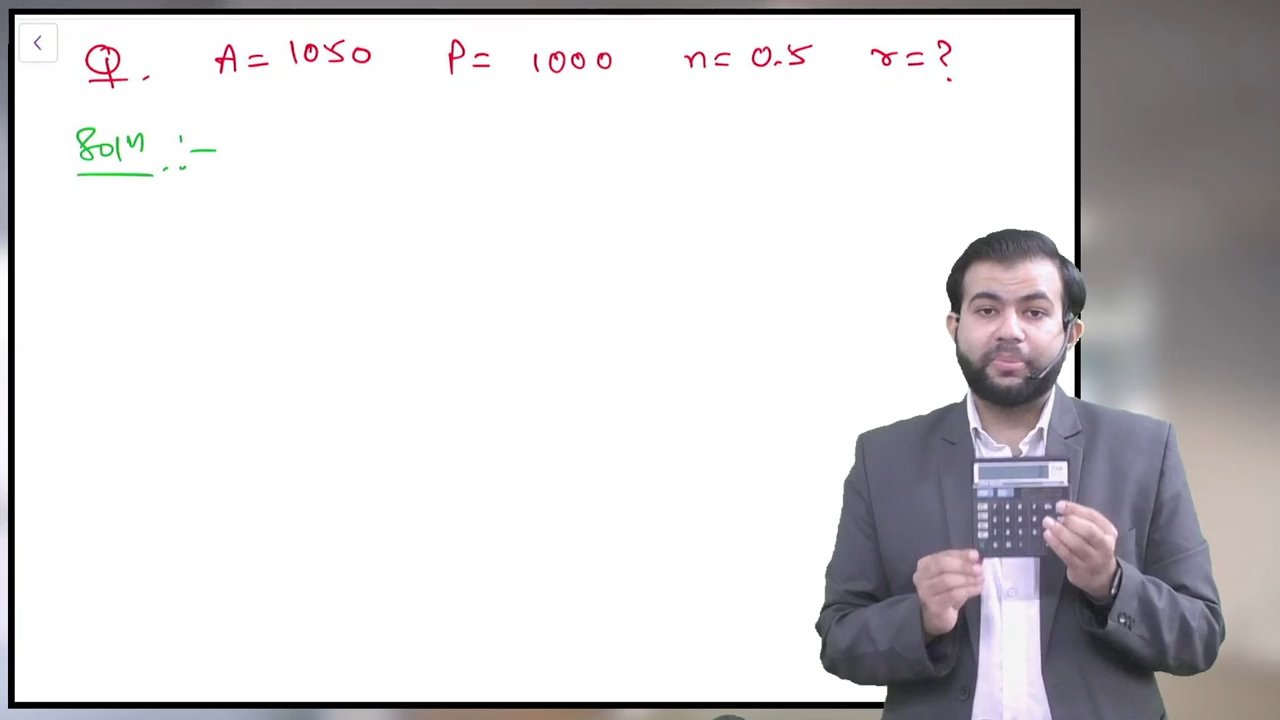 Q. A = 1050 P = 1000 n = 0.5 r = ?
Soln :-